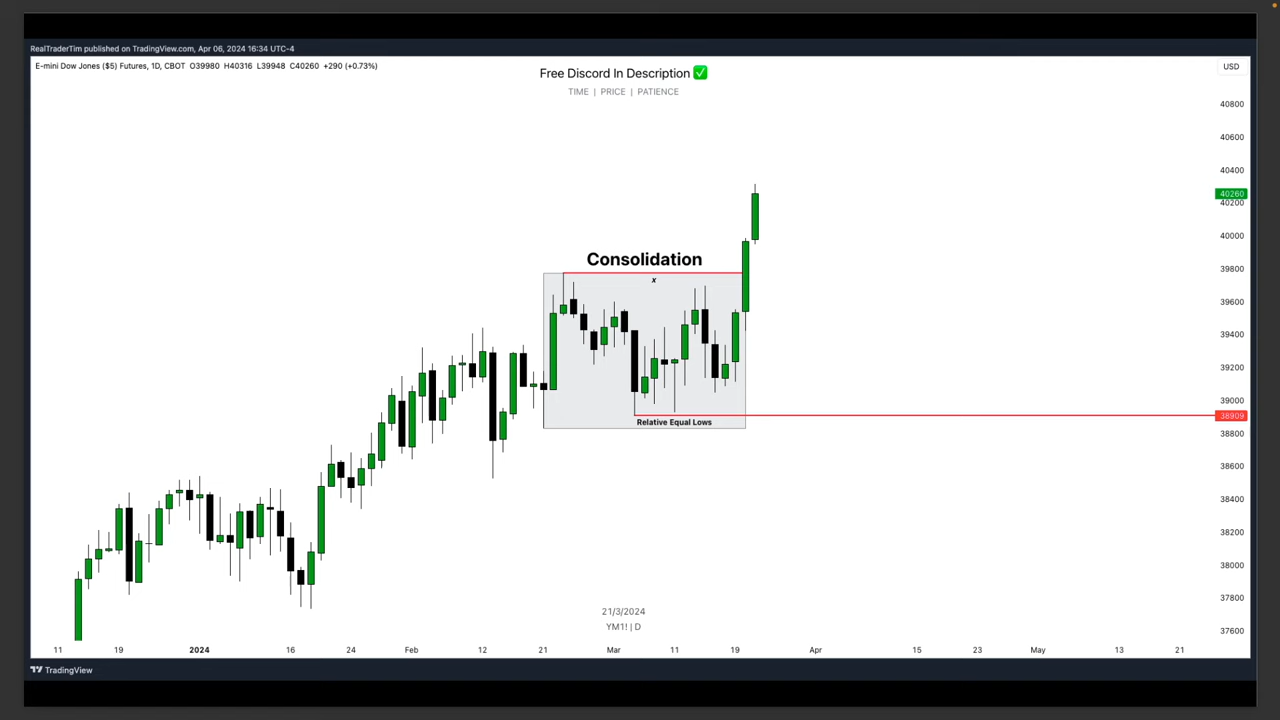 RealTraderTim published on TradingView.com, Apr 06, 2024 16:34 UTC-4
E-mini Dow Jones ($5) Futures, 1D, CBOT O39980 H40316 L39948 C40260 +290 (+0.73%)
Free Discord In Description ✅
USD
TIME | PRICE | PATIENCE
40800
40600
40400
40260
40200
40000
Consolidation
39800
x
39600
39400
39200
39000
38909
Relative Equal Lows
38800
38600
38400
38200
38000
37800
21/3/2024
YM1! | D
37600
11 19 2024 16 24 Feb 12 21 Mar 11 19 Apr 15 23 May 13 21
TradingView